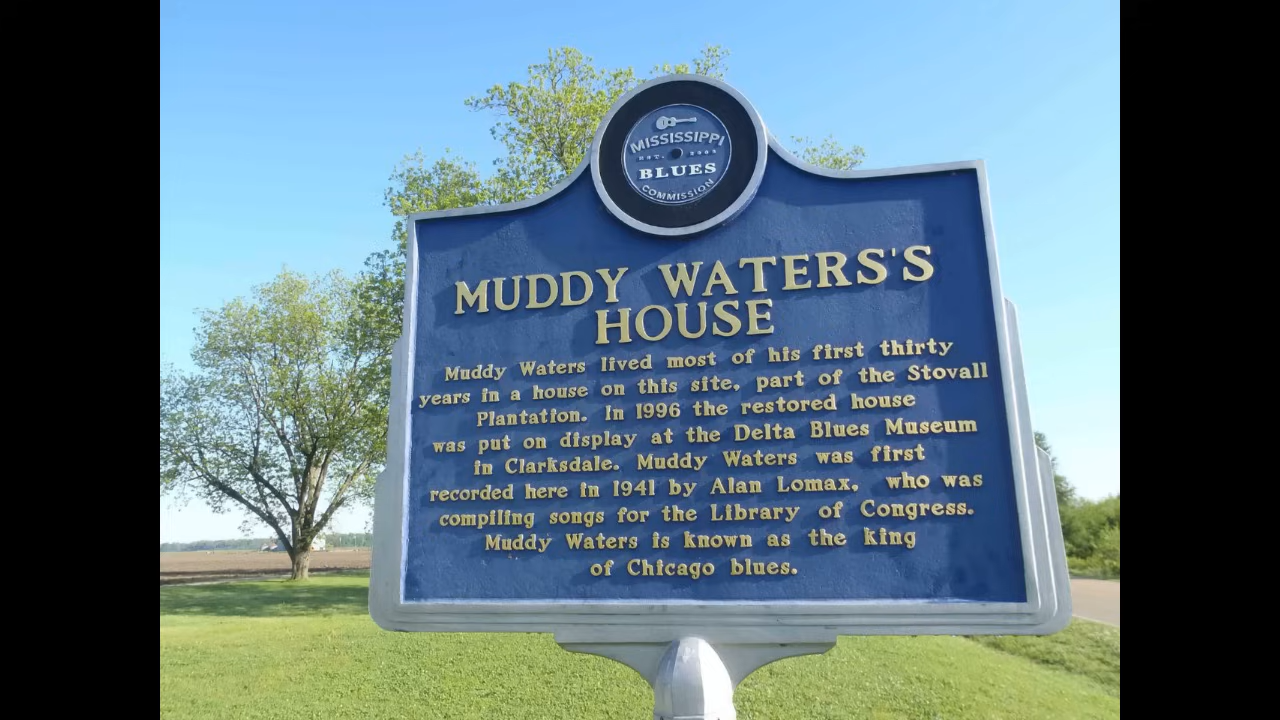 MISSISSIPPI
EST. 2003
BLUES
COMMISSION
MUDDY WATERS'S
HOUSE
Muddy Waters lived most of his first thirty
years in a house on this site, part of the Stovall
Plantation. In 1996 the restored house
was put on display at the Delta Blues Museum
in Clarksdale. Muddy Waters was first
recorded here in 1941 by Alan Lomax, who was
compiling songs for the Library of Congress.
Muddy Waters is known as the king
of Chicago blues.